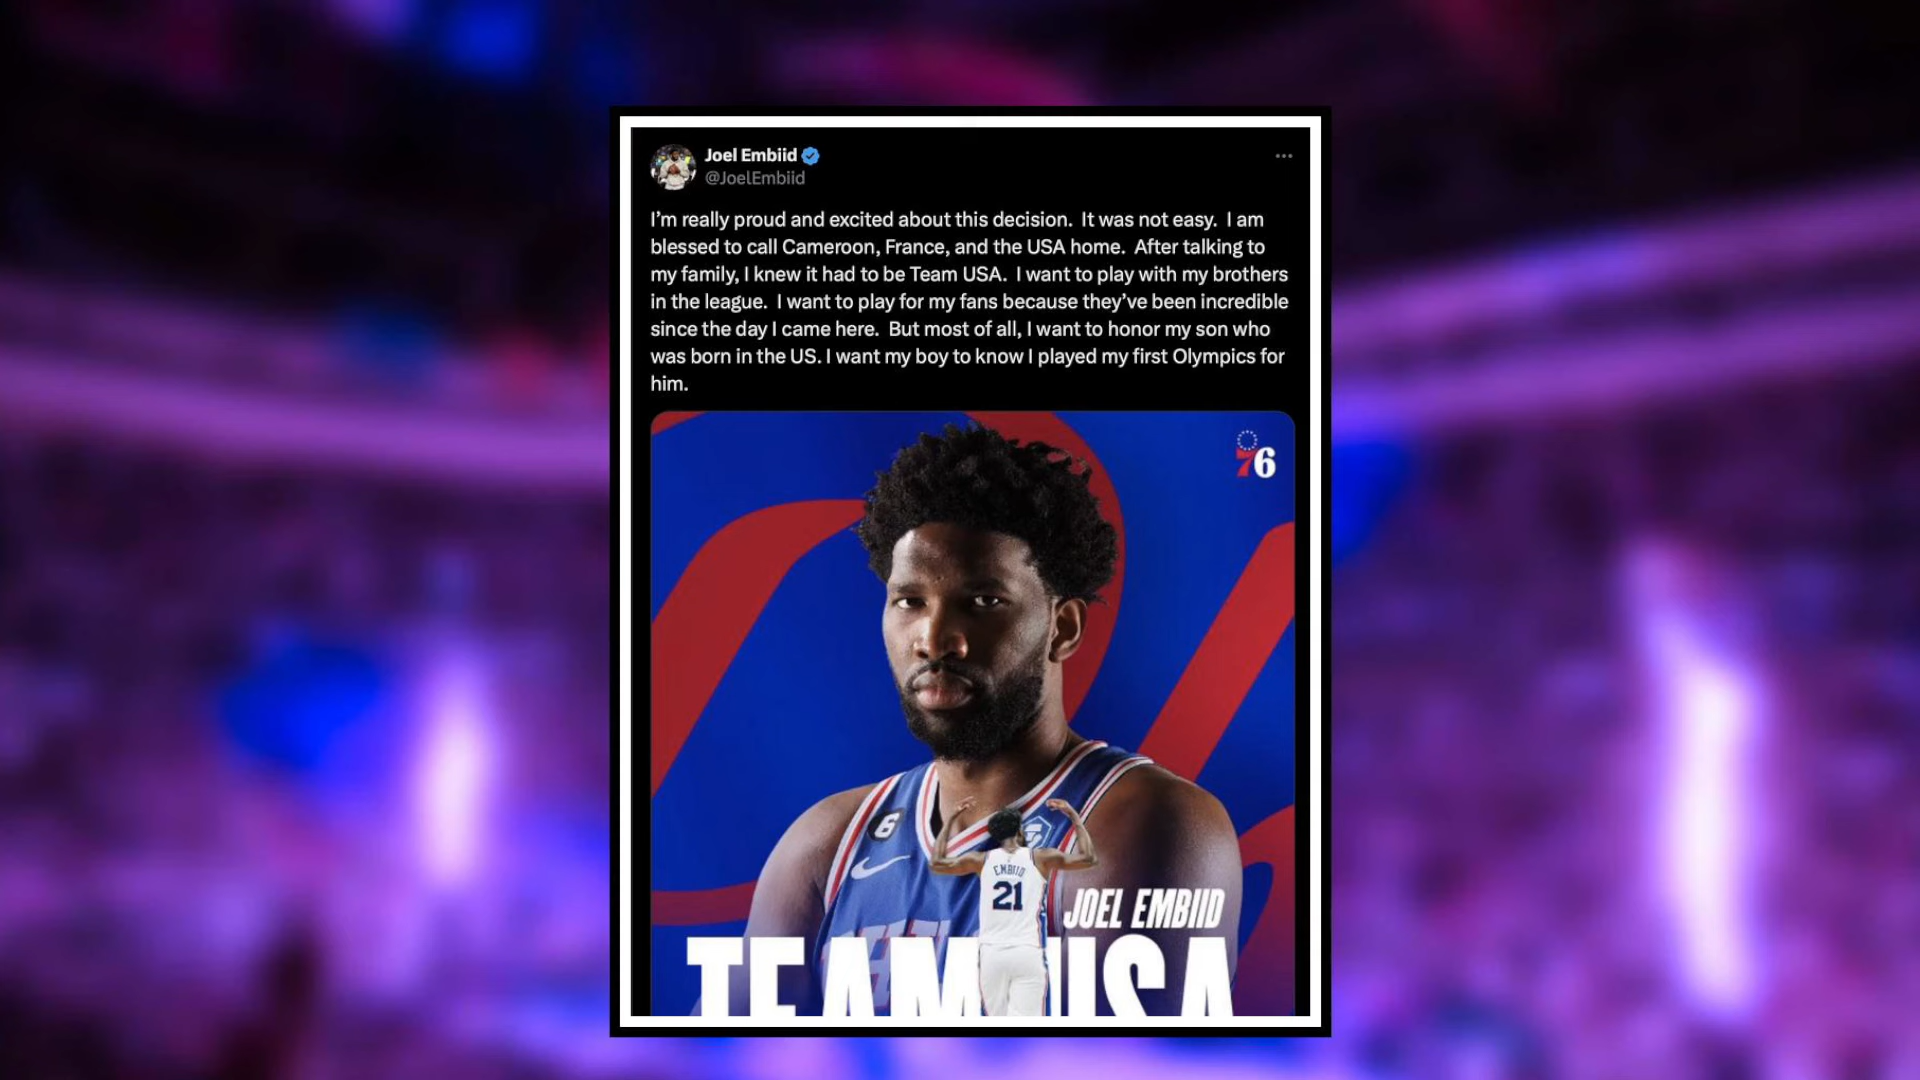 Joel Embiid
@JoelEmbiid
I'm really proud and excited about this decision.  It was not easy.  I am
blessed to call Cameroon, France, and the USA home.  After talking to
my family, I knew it had to be Team USA.  I want to play with my brothers
in the league.  I want to play for my fans because they've been incredible
since the day I came here.  But most of all, I want to honor my son who
was born in the US. I want my boy to know I played my first Olympics for
him.
76
6
EMBIID
21
JOEL EMBIID
TEAM USA